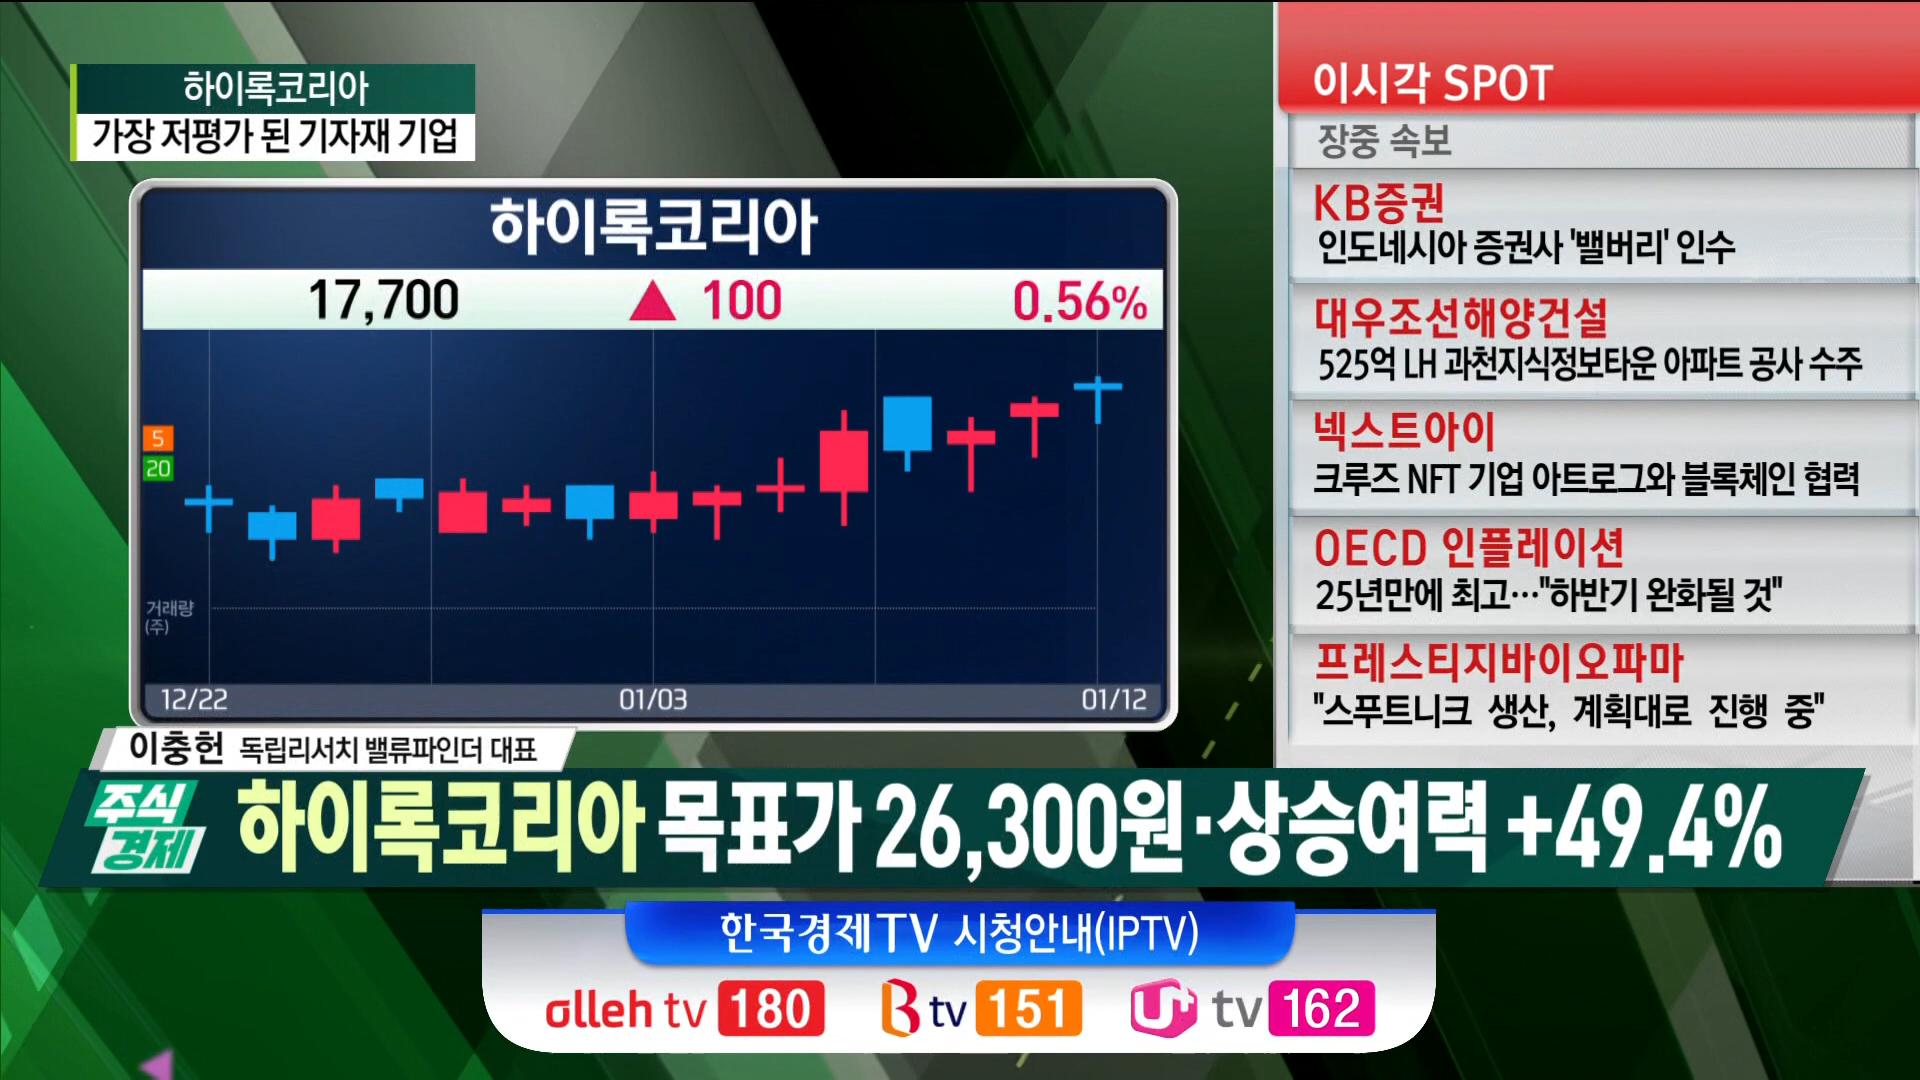 하이록코리아
가장 저평가 된 기자재 기업
하이록코리아
17,700 ▲ 100 0.56%
5
20
거래량
(주)
12/22 01/03 01/12
이시각 SPOT
장중 속보
KB증권
인도네시아 증권사 '밸버리' 인수
대우조선해양건설
525억 LH 과천지식정보타운 아파트 공사 수주
넥스트아이
크루즈 NFT 기업 아트로그와 블록체인 협력
OECD 인플레이션
25년만에 최고…"하반기 완화될 것"
프레스티지바이오파마
"스푸트니크 생산, 계획대로 진행 중"
이충헌 독립리서치 밸류파인더 대표
주식
경제
하이록코리아 목표가 26,300원·상승여력 +49.4%
한국경제TV 시청안내(IPTV)
olleh tv 180 B tv 151 U+ tv 162